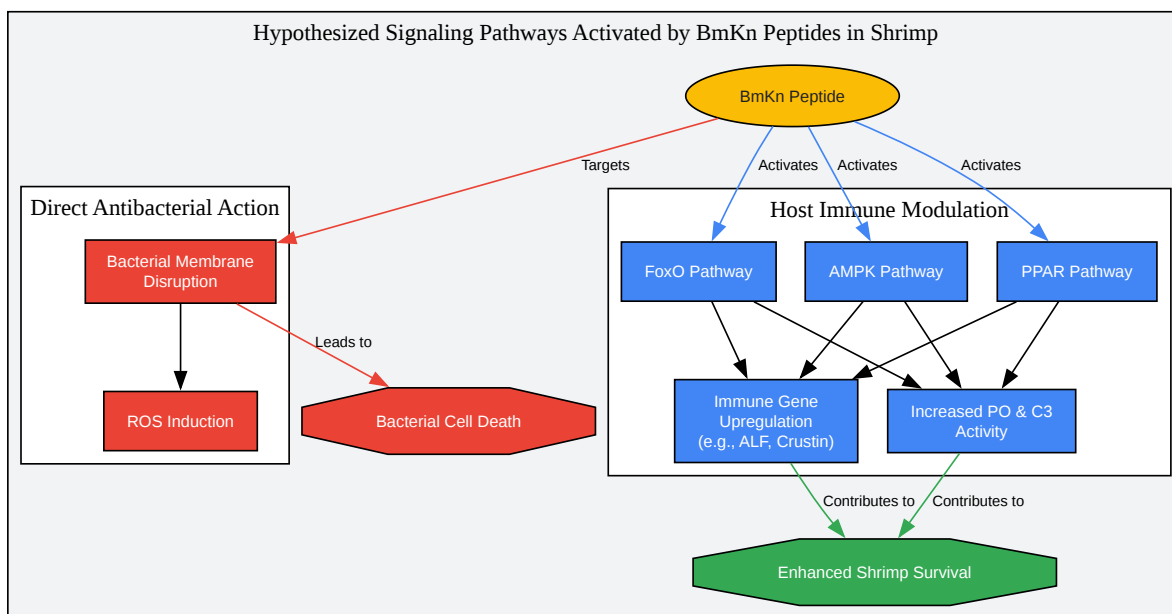 Hypothesized Signaling Pathways Activated by BmKn Peptides in Shrimp
BmKn Peptide
Targets
Activates
Activates
Activates
Direct Antibacterial Action
Host Immune Modulation
Bacterial Membrane
Disruption
FoxO Pathway
AMPK Pathway
PPAR Pathway
Leads to
ROS Induction
Bacterial Cell Death
Immune Gene
Upregulation
(e.g., ALF, Crustin)
Increased PO & C3
Activity
Contributes to
Contributes to
Enhanced Shrimp Survival